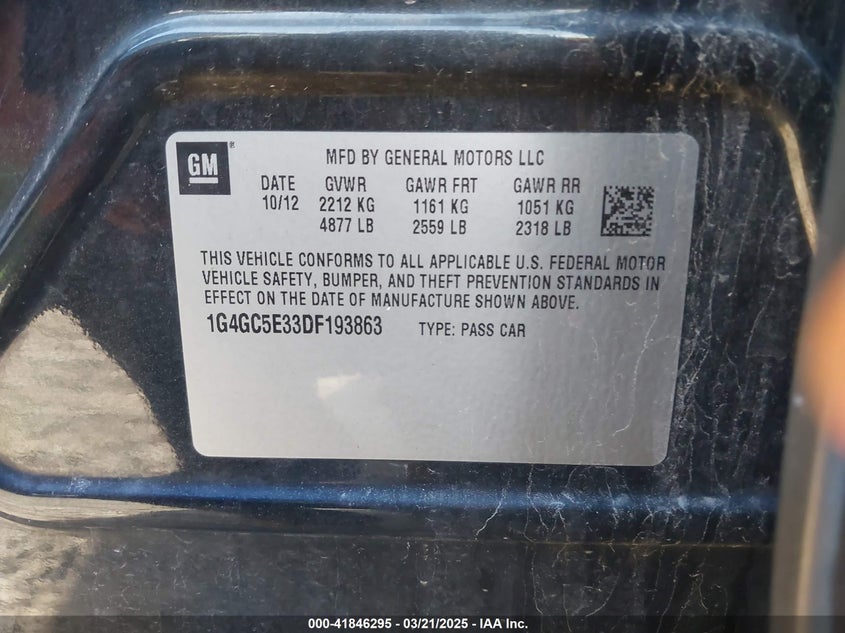 GM ®
MFD BY GENERAL MOTORS LLC
DATE GVWR GAWR FRT GAWR RR
10/12 2212 KG 1161 KG 1051 KG
4877 LB 2559 LB 2318 LB
THIS VEHICLE CONFORMS TO ALL APPLICABLE U.S. FEDERAL MOTOR
VEHICLE SAFETY, BUMPER, AND THEFT PREVENTION STANDARDS IN
EFFECT ON THE DATE OF MANUFACTURE SHOWN ABOVE.
1G4GC5E33DF193863 TYPE: PASS CAR
000-41846295 - 03/21/2025 - IAA Inc.